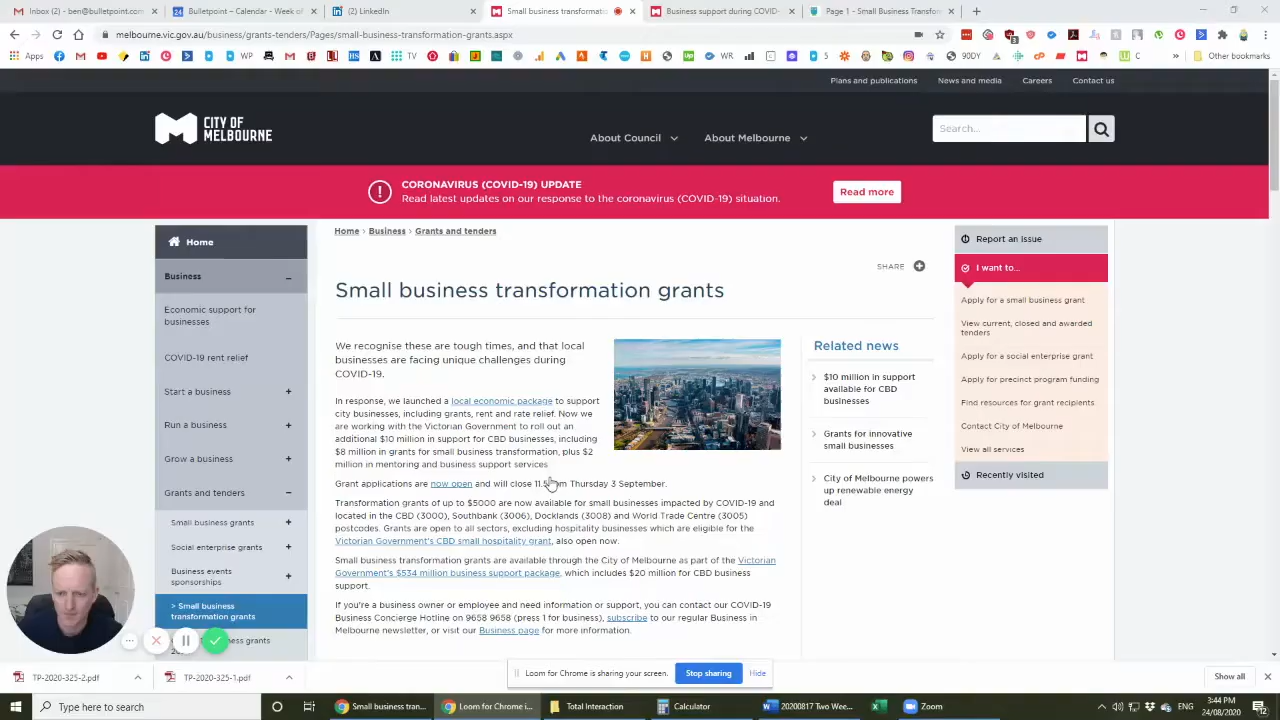 Inbox (2) - ben@bulletpoint.com
Bulletpoint – Calendar – Week of
(2) LinkedIn
Small business transformatio
Business support during COVID-
Page 1 - Small Business Transfo
melbourne.vic.gov.au/business/grants-tenders/Pages/small-business-transformation-grants.aspx
Apps
WP
TV
WR
90DY
Other bookmarks
Plans and publications
News and media
Careers
Contact us
CITY OF
MELBOURNE
About Council
About Melbourne
Search...
CORONAVIRUS (COVID-19) UPDATE
Read latest updates on our response to the coronavirus (COVID-19) situation.
Read more
Home
Business
Economic support for
businesses
COVID-19 rent relief
Start a business
Run a business
Grow a business
Grants and tenders
Small business grants
Social enterprise grants
Business events
sponsorships
> Small business
transformation grants
ess grants
Home > Business > Grants and tenders
SHARE
Small business transformation grants
We recognise these are tough times, and that local
businesses are facing unique challenges during
COVID-19.
In response, we launched a local economic package to support
city businesses, including grants, rent and rate relief. Now we
are working with the Victorian Government to roll out an
additional $10 million in support for CBD businesses, including
$8 million in grants for small business transformation, plus $2
million in mentoring and business support services
Grant applications are now open and will close 11.5 m Thursday 3 September.
Transformation grants of up to $5000 are now available for small businesses impacted by COVID-19 and
located in the CBD (3000), Southbank (3006), Docklands (3008) and World Trade Centre (3005)
postcodes. Grants are open to all sectors, excluding hospitality businesses which are eligible for the
Victorian Government's CBD small hospitality grant, also open now.
Small business transformation grants are available through the City of Melbourne as part of the Victorian
Government's $534 million business support package, which includes $20 million for CBD business
support.
If you're a business owner or employee and need information or support, you can contact our COVID-19
Business Concierge Hotline on 9658 9658 (press 1 for business), subscribe to our regular Business in
Melbourne newsletter, or visit our Business page for more information.
Related news
$10 million in support
available for CBD
businesses
Grants for innovative
small businesses
City of Melbourne powers
up renewable energy
deal
Report an issue
I want to...
Apply for a small business grant
View current, closed and awarded
tenders
Apply for a social enterprise grant
Apply for precinct program funding
Find resources for grant recipients
Contact City of Melbourne
View all services
Recently visited
Loom for Chrome is sharing your screen.
Stop sharing
Hide
TP-2020-325-2.pdf
TP-2020-325-1.pdf
Show all
Type here to search
Small business tran...
Loom for Chrome i...
Total Interaction
Calculator
20200817 Two Wee...
Zoom
3:44 PM
24/08/2020